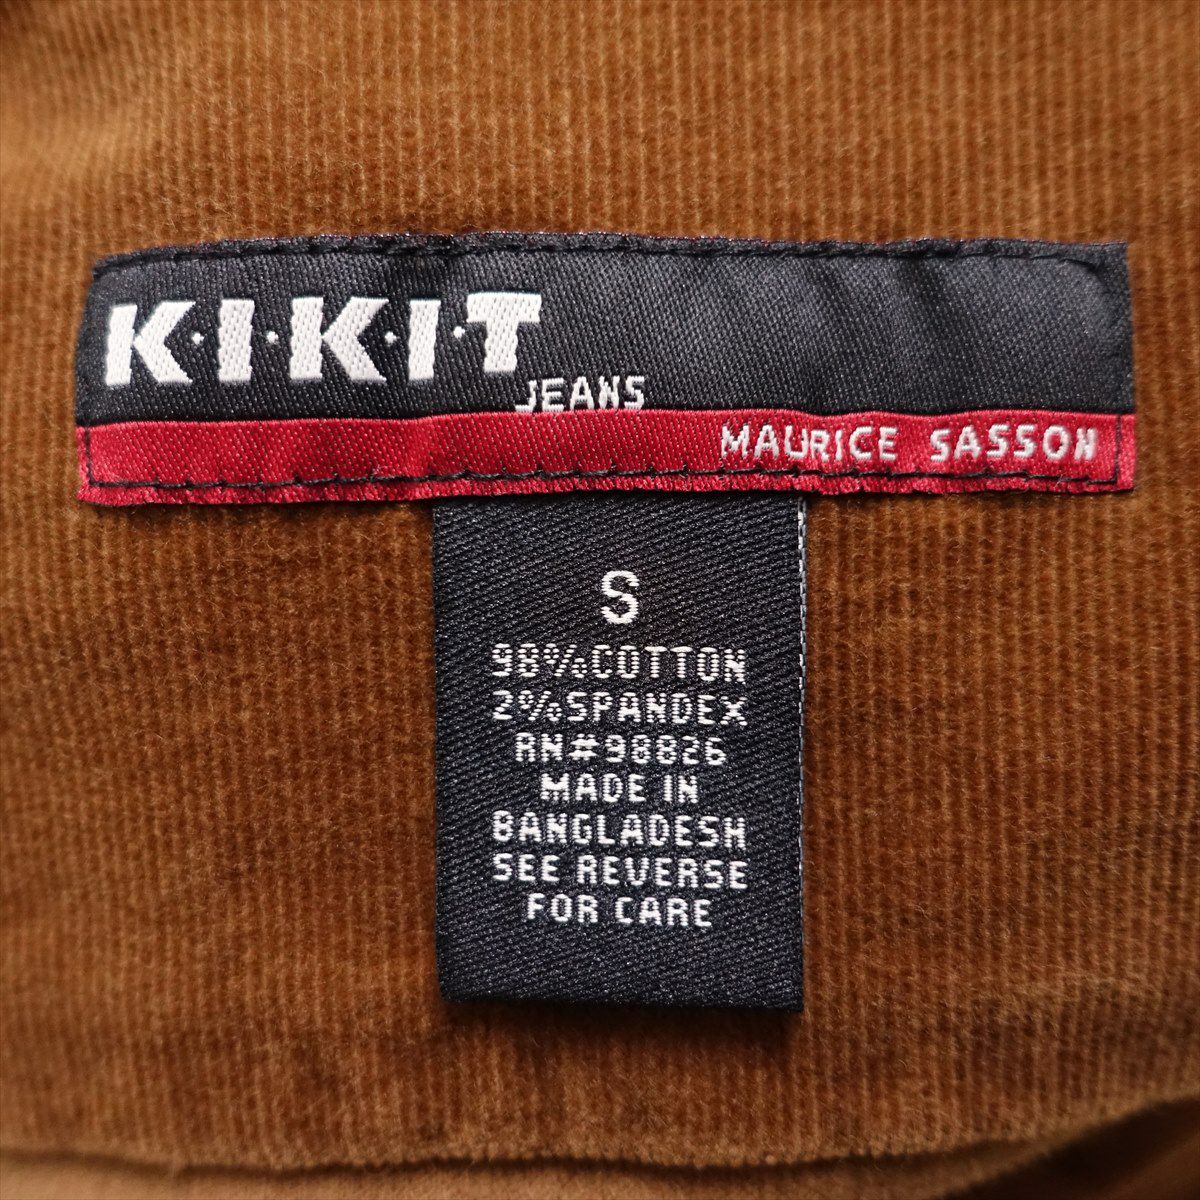 K·I·K·I·T
JEANS
MAURICE SASSON
S
98%COTTON
2%SPANDEX
RN#98826
MADE IN
BANGLADESH
SEE REVERSE
FOR CARE